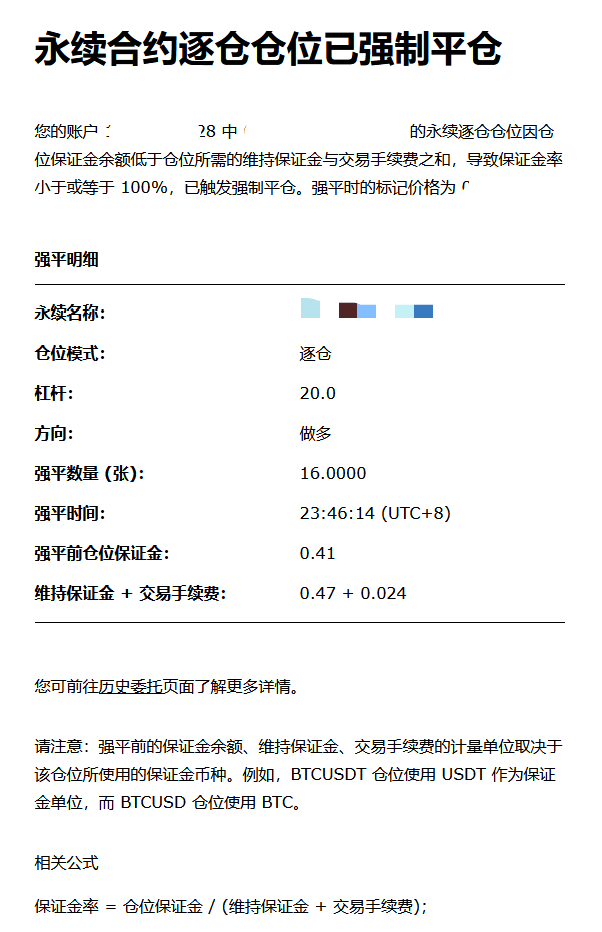 永续合约逐仓仓位已强制平仓
您的账户 28 中 的永续逐仓仓位因仓
位保证金余额低于仓位所需的维持保证金与交易手续费之和，导致保证金率
小于或等于 100%，已触发强制平仓。强平时的标记价格为
强平明细
永续名称：
仓位模式： 逐仓
杠杆： 20.0
方向： 做多
强平数量 (张)： 16.0000
强平时间： 23:46:14 (UTC+8)
强平前仓位保证金： 0.41
维持保证金 + 交易手续费： 0.47 + 0.024
您可前往历史委托页面了解更多详情。
请注意：强平前的保证金余额、维持保证金、交易手续费的计量单位取决于
该仓位所使用的保证金币种。例如，BTCUSDT 仓位使用 USDT 作为保证
金单位，而 BTCUSD 仓位使用 BTC。
相关公式
保证金率 = 仓位保证金 / (维持保证金 + 交易手续费)；